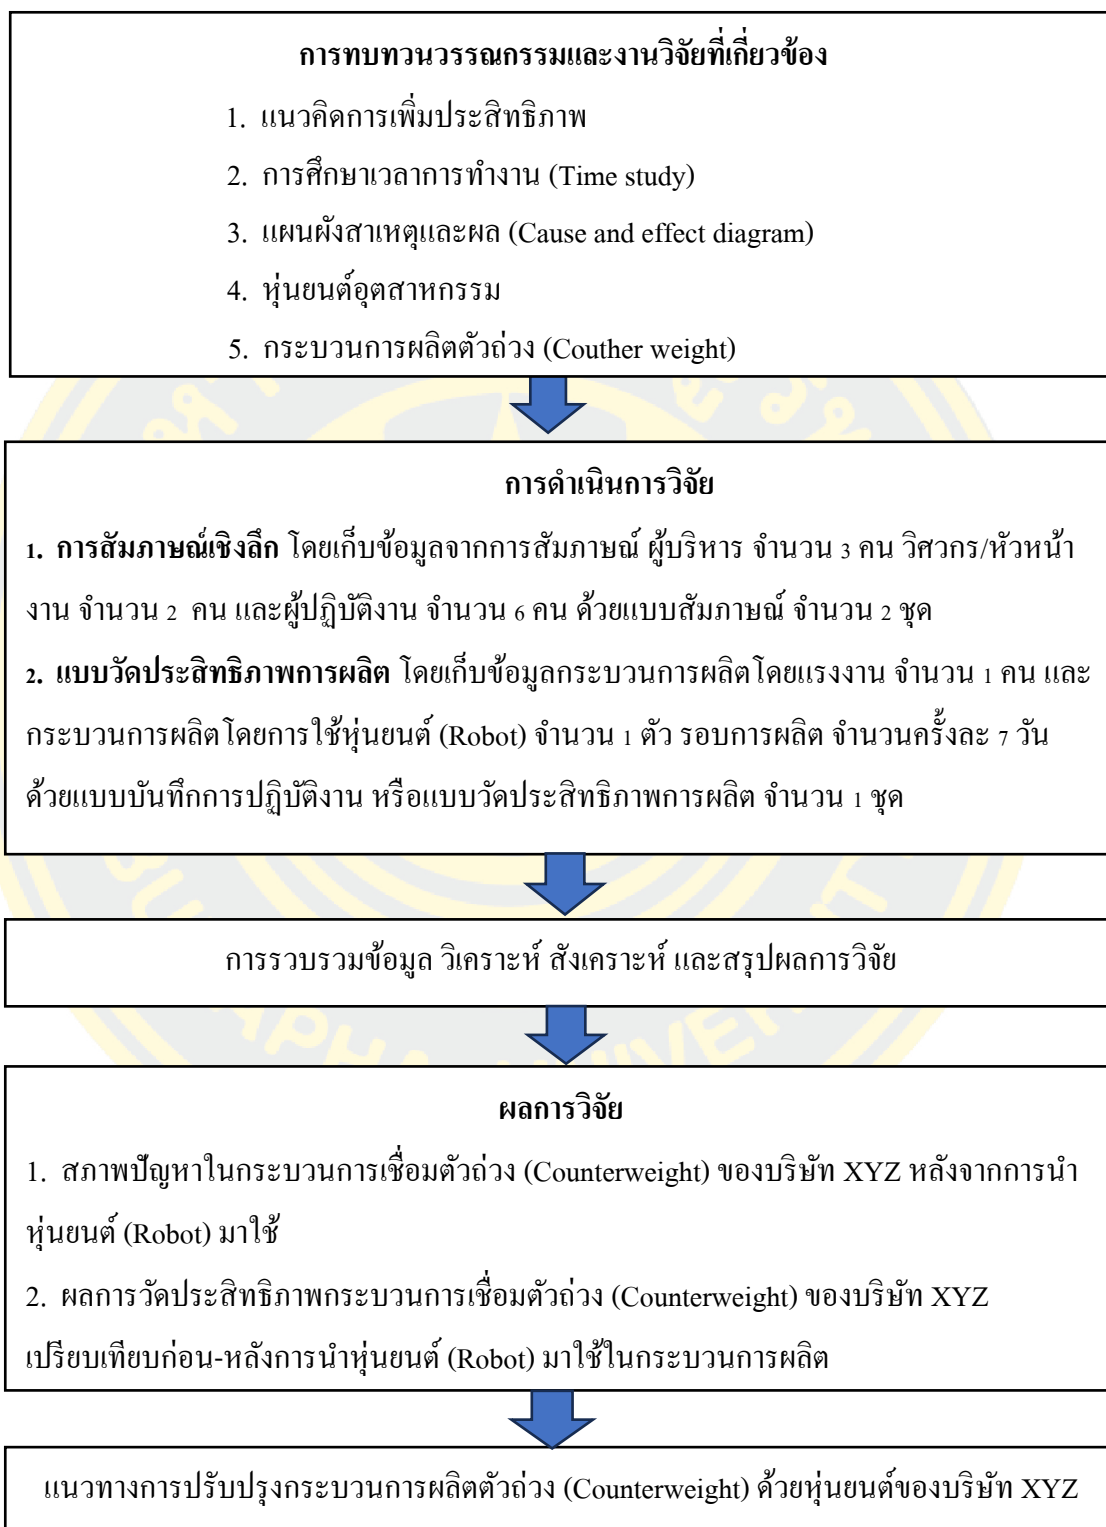 การทบทวนวรรณกรรมและงานวิจัยที่เกี่ยวข้อง
1. แนวคิดการเพิ่มประสิทธิภาพ
2. การศึกษาเวลาการทำงาน (Time study)
3. แผนผังสาเหตุและผล (Cause and effect diagram)
4. หุ่นยนต์อุตสาหกรรม
5. กระบวนการผลิตตัวถ่วง (Couther weight)
การดำเนินการวิจัย
1. การสัมภาษณ์เชิงลึก โดยเก็บข้อมูลจากการสัมภาษณ์ ผู้บริหาร จำนวน 3 คน วิศวกร/หัวหน้า
งาน จำนวน 2 คน และผู้ปฏิบัติงาน จำนวน 6 คน ด้วยแบบสัมภาษณ์ จำนวน 2 ชุด
2. แบบวัดประสิทธิภาพการผลิต โดยเก็บข้อมูลกระบวนการผลิตโดยแรงงาน จำนวน 1 คน และ
กระบวนการผลิตโดยการใช้หุ่นยนต์ (Robot) จำนวน 1 ตัว รอบการผลิต จำนวนครั้งละ 7 วัน
ด้วยแบบบันทึกการปฏิบัติงาน หรือแบบวัดประสิทธิภาพการผลิต จำนวน 1 ชุด
การรวบรวมข้อมูล วิเคราะห์ สังเคราะห์ และสรุปผลการวิจัย
ผลการวิจัย
1. สภาพปัญหาในกระบวนการเชื่อมตัวถ่วง (Counterweight) ของบริษัท XYZ หลังจากการนำ
หุ่นยนต์ (Robot) มาใช้
2. ผลการวัดประสิทธิภาพกระบวนการเชื่อมตัวถ่วง (Counterweight) ของบริษัท XYZ
เปรียบเทียบก่อน-หลังการนำหุ่นยนต์ (Robot) มาใช้ในกระบวนการผลิต
แนวทางการปรับปรุงกระบวนการผลิตตัวถ่วง (Counterweight) ด้วยหุ่นยนต์ของบริษัท XYZ